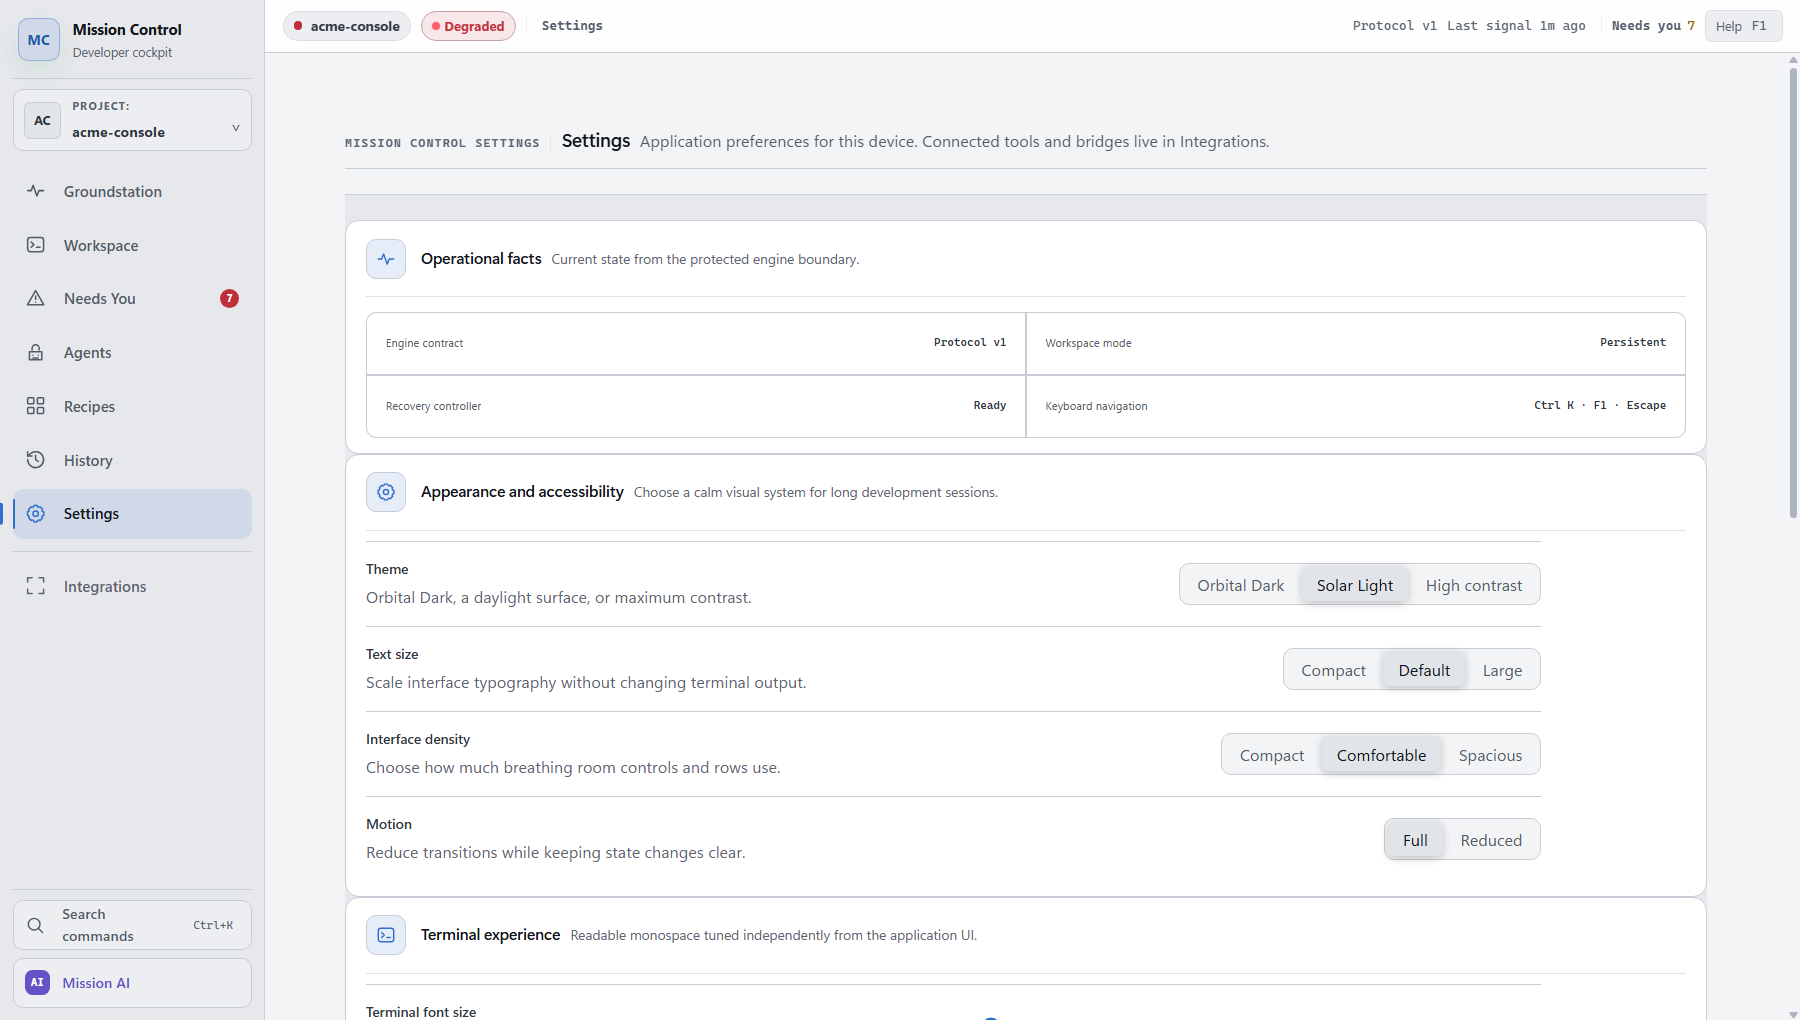 MC
Mission Control
Developer cockpit
AC
PROJECT:
acme-console
v
Groundstation
Workspace
Needs You
7
Agents
Recipes
History
Settings
Integrations
Search commands
Ctrl+K
AI
Mission AI
acme-console
Degraded
Settings
Protocol v1
Last signal 1m ago
Needs you 7
Help F1
MISSION CONTROL SETTINGS
Settings
Application preferences for this device. Connected tools and bridges live in Integrations.
Operational facts
Current state from the protected engine boundary.
Engine contract
Protocol v1
Workspace mode
Persistent
Recovery controller
Ready
Keyboard navigation
Ctrl K · F1 · Escape
Appearance and accessibility
Choose a calm visual system for long development sessions.
Theme
Orbital Dark, a daylight surface, or maximum contrast.
Orbital Dark
Solar Light
High contrast
Text size
Scale interface typography without changing terminal output.
Compact
Default
Large
Interface density
Choose how much breathing room controls and rows use.
Compact
Comfortable
Spacious
Motion
Reduce transitions while keeping state changes clear.
Full
Reduced
Terminal experience
Readable monospace tuned independently from the application UI.
Terminal font size